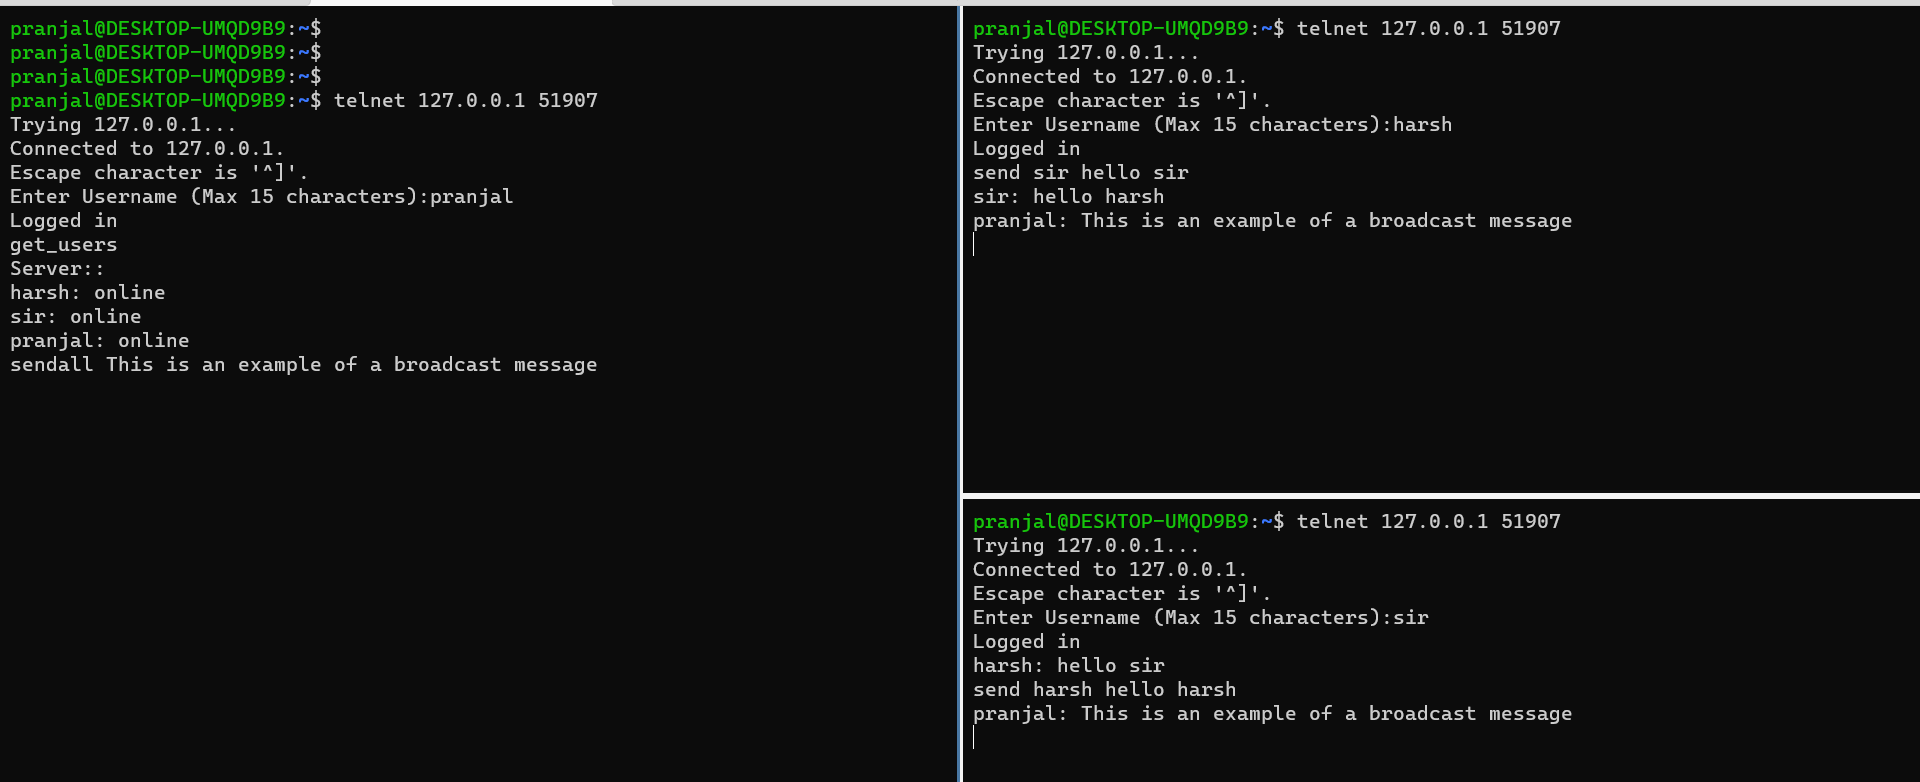 pranjal@DESKTOP-UMQD9B9:~$
pranjal@DESKTOP-UMQD9B9:~$
pranjal@DESKTOP-UMQD9B9:~$
pranjal@DESKTOP-UMQD9B9:~$ telnet 127.0.0.1 51907
Trying 127.0.0.1...
Connected to 127.0.0.1.
Escape character is '^]'.
Enter Username (Max 15 characters):pranjal
Logged in
get_users
Server::
harsh: online
sir: online
pranjal: online
sendall This is an example of a broadcast message
pranjal@DESKTOP-UMQD9B9:~$ telnet 127.0.0.1 51907
Trying 127.0.0.1...
Connected to 127.0.0.1.
Escape character is '^]'.
Enter Username (Max 15 characters):harsh
Logged in
send sir hello sir
sir: hello harsh
pranjal: This is an example of a broadcast message
pranjal@DESKTOP-UMQD9B9:~$ telnet 127.0.0.1 51907
Trying 127.0.0.1...
Connected to 127.0.0.1.
Escape character is '^]'.
Enter Username (Max 15 characters):sir
Logged in
harsh: hello sir
send harsh hello harsh
pranjal: This is an example of a broadcast message